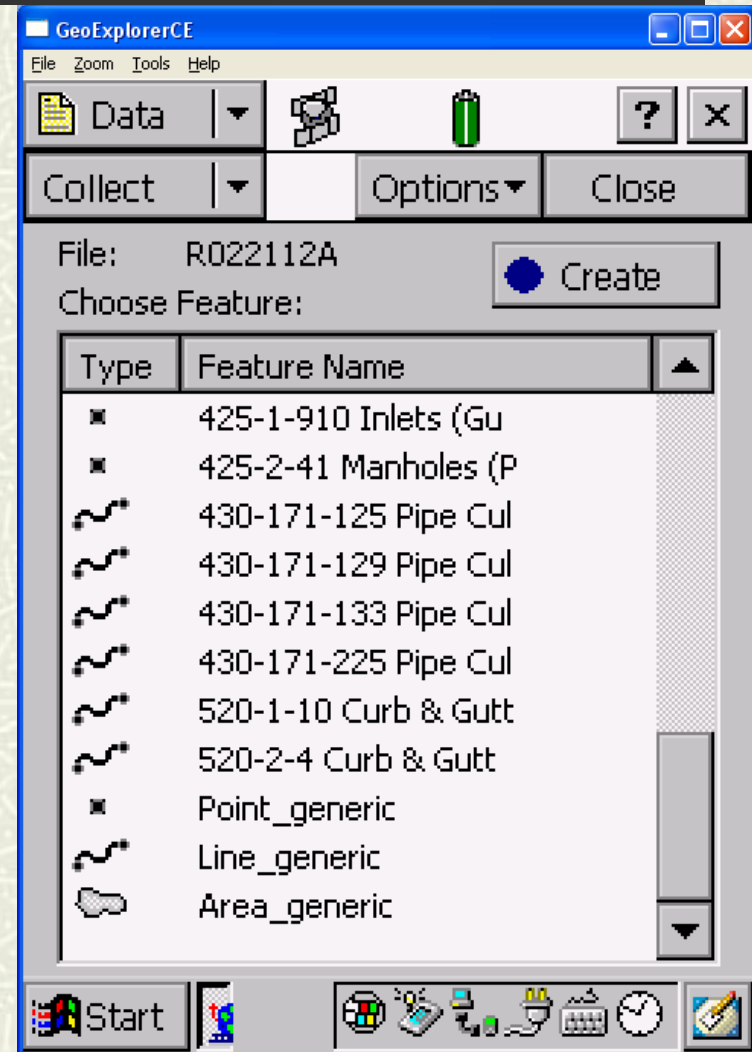 GeoExplorerCE
File Zoom Tools Help
Data ? ×
Collect Options Close
File: R022112A
Create
Choose Feature:
Type Feature Name
425-1-910 Inlets (Gu
425-2-41 Manholes (P
430-171-125 Pipe Cul
430-171-129 Pipe Cul
430-171-133 Pipe Cul
430-171-225 Pipe Cul
520-1-10 Curb & Gutt
520-2-4 Curb & Gutt
Point_generic
Line_generic
Area_generic
Start